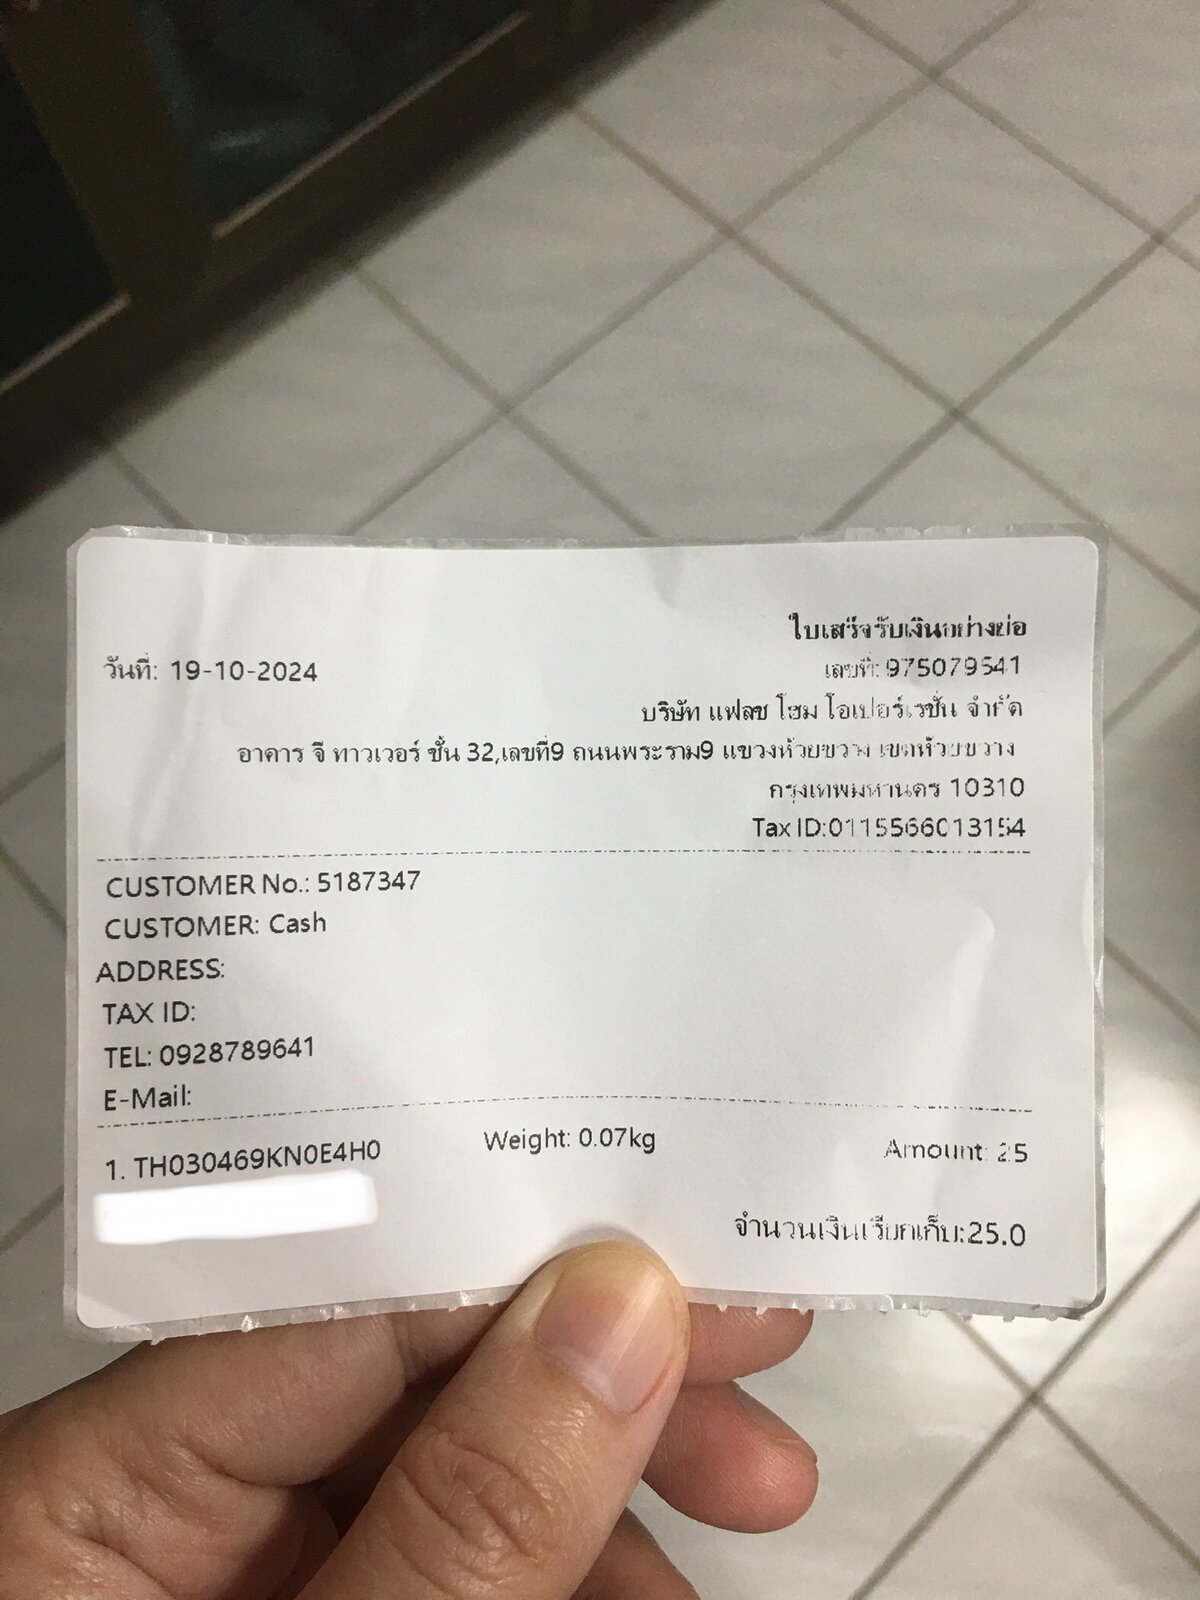 ใบเสร็จรับเงินอย่างย่อ
วันที่: 19-10-2024
เลขที่: 975079541
บริษัท แฟลช โฮม โอเปอร์เรชั่น จำกัด
อาคาร จี ทาวเวอร์ ชั้น 32,เลขที่9 ถนนพระราม9 แขวงห้วยขวาง เขตห้วยขวาง
กรุงเทพมหานคร 10310
Tax ID:0115566013154
CUSTOMER No.: 5187347
CUSTOMER: Cash
ADDRESS:
TAX ID:
TEL: 0928789641
E-Mail:
1. TH030469KN0E4H0 Weight: 0.07kg Amount: 25
จำนวนเงินเรียกเก็บ:25.0